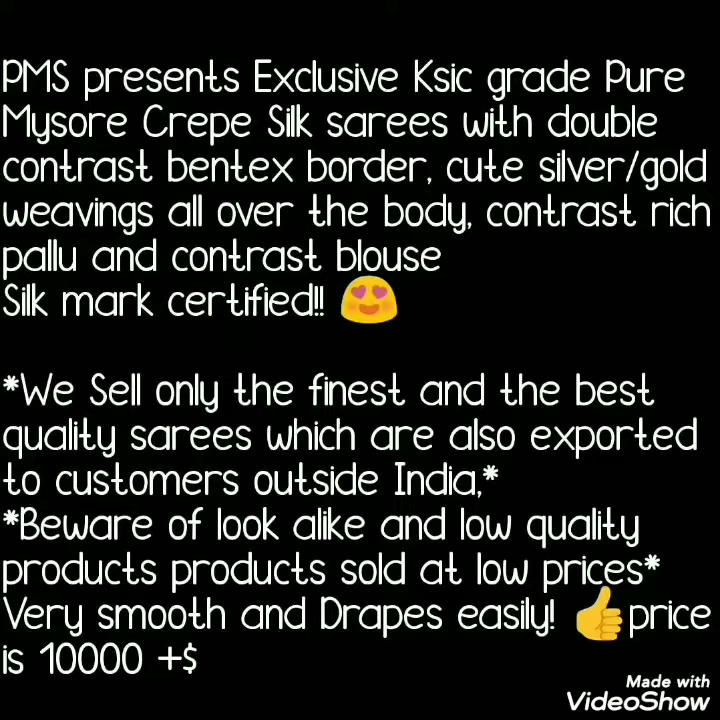 PMS presents Exclusive Ksic grade Pure
Mysore Crepe Silk sarees with double
contrast bentex border, cute silver/gold
weavings all over the body, contrast rich
pallu and contrast blouse
Silk mark certified!! 😍
*We Sell only the finest and the best
quality sarees which are also exported
to customers outside India,*
*Beware of look alike and low quality
products products sold at low prices*
Very smooth and Drapes easily! 👍price
is 10000 +$
Made with
VideoShow